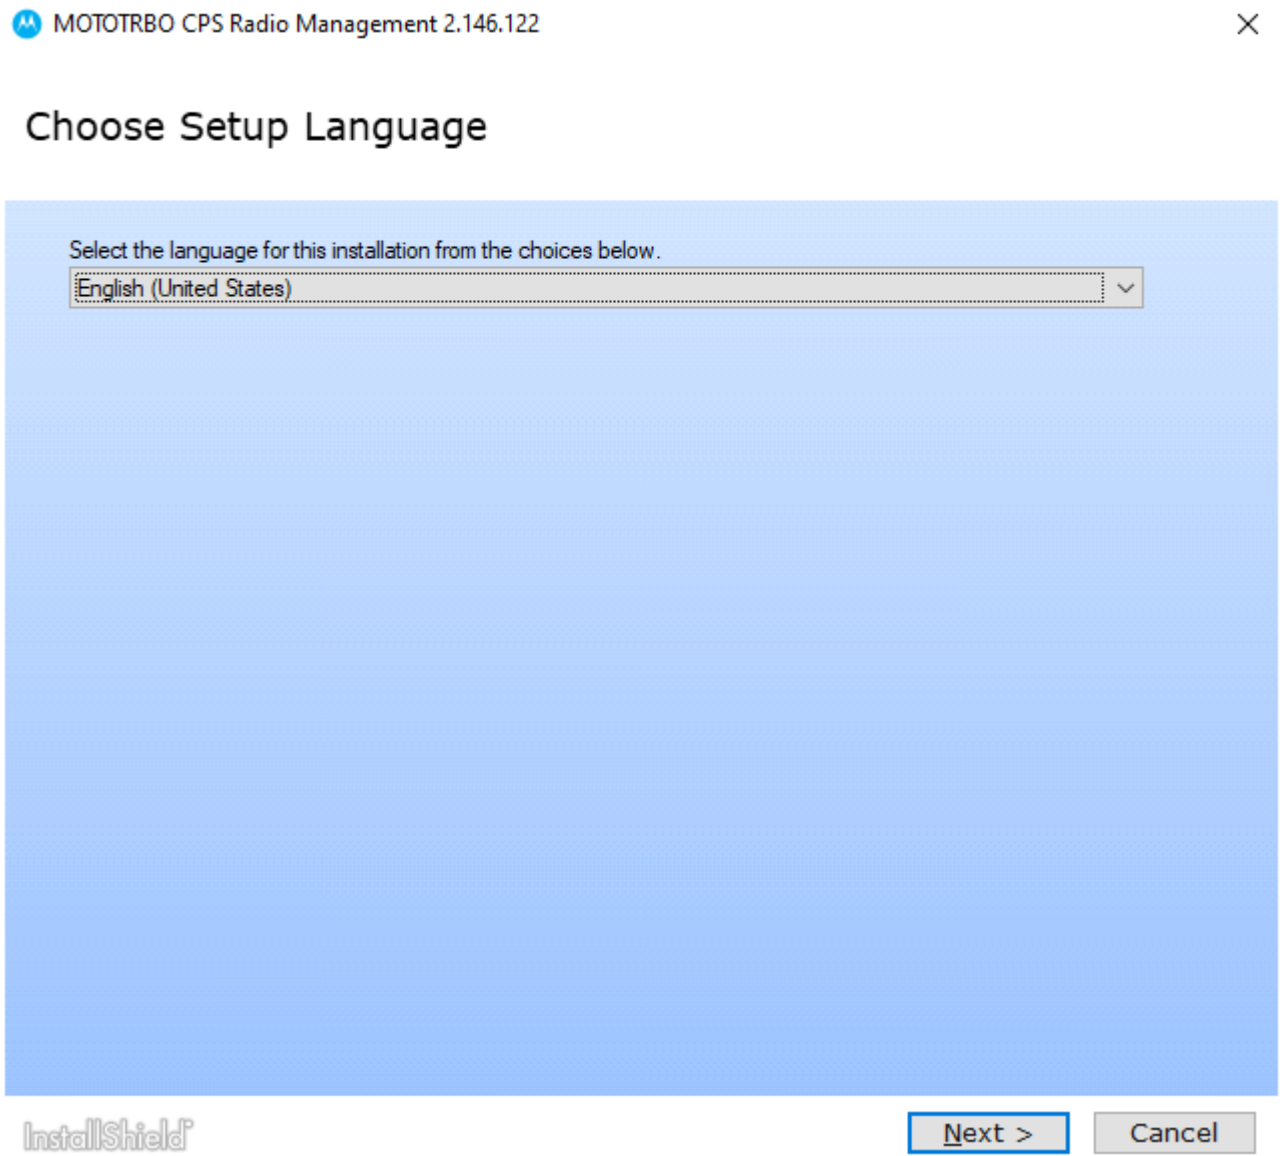 MOTOTRBO CPS Radio Management 2.146.122
Choose Setup Language
Select the language for this installation from the choices below.
English (United States)
InstallShield
Next >
Cancel